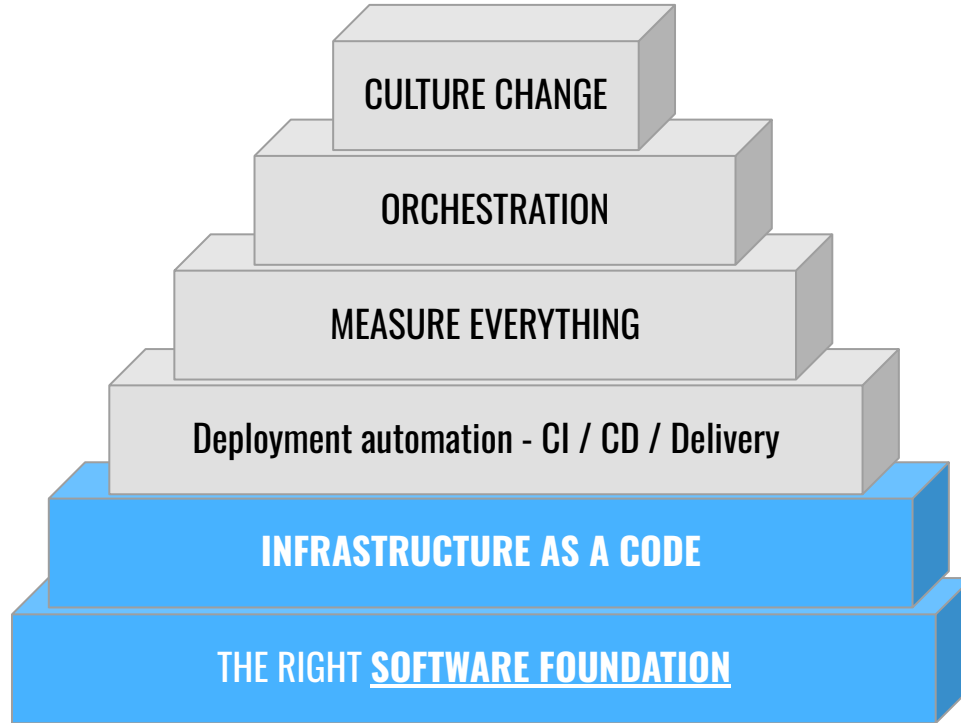 CULTURE CHANGE
ORCHESTRATION
MEASURE EVERYTHING
Deployment automation - CI / CD / Delivery
INFRASTRUCTURE AS A CODE
THE RIGHT SOFTWARE FOUNDATION